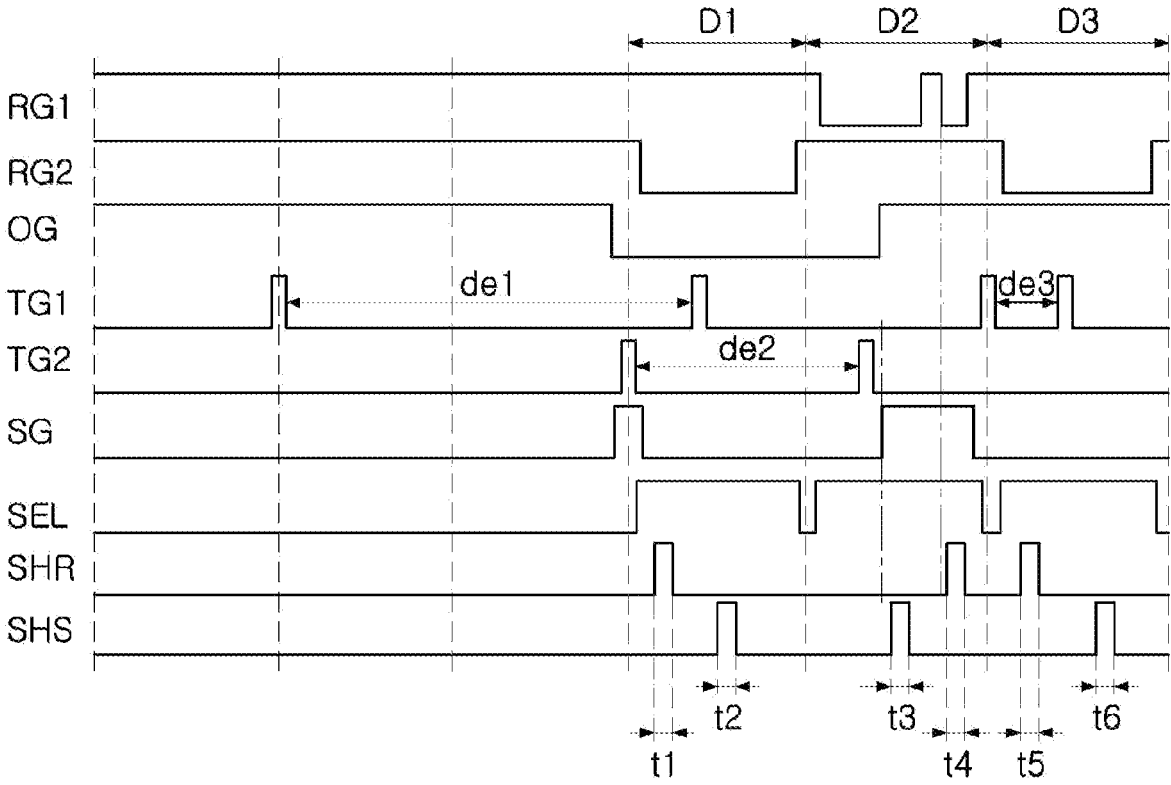 D1 D2 D3
RG1
RG2
OG
TG1 de1 de3
TG2 de2
SG
SEL
SHR
SHS
t2 t3 t6
t1 t4 t5